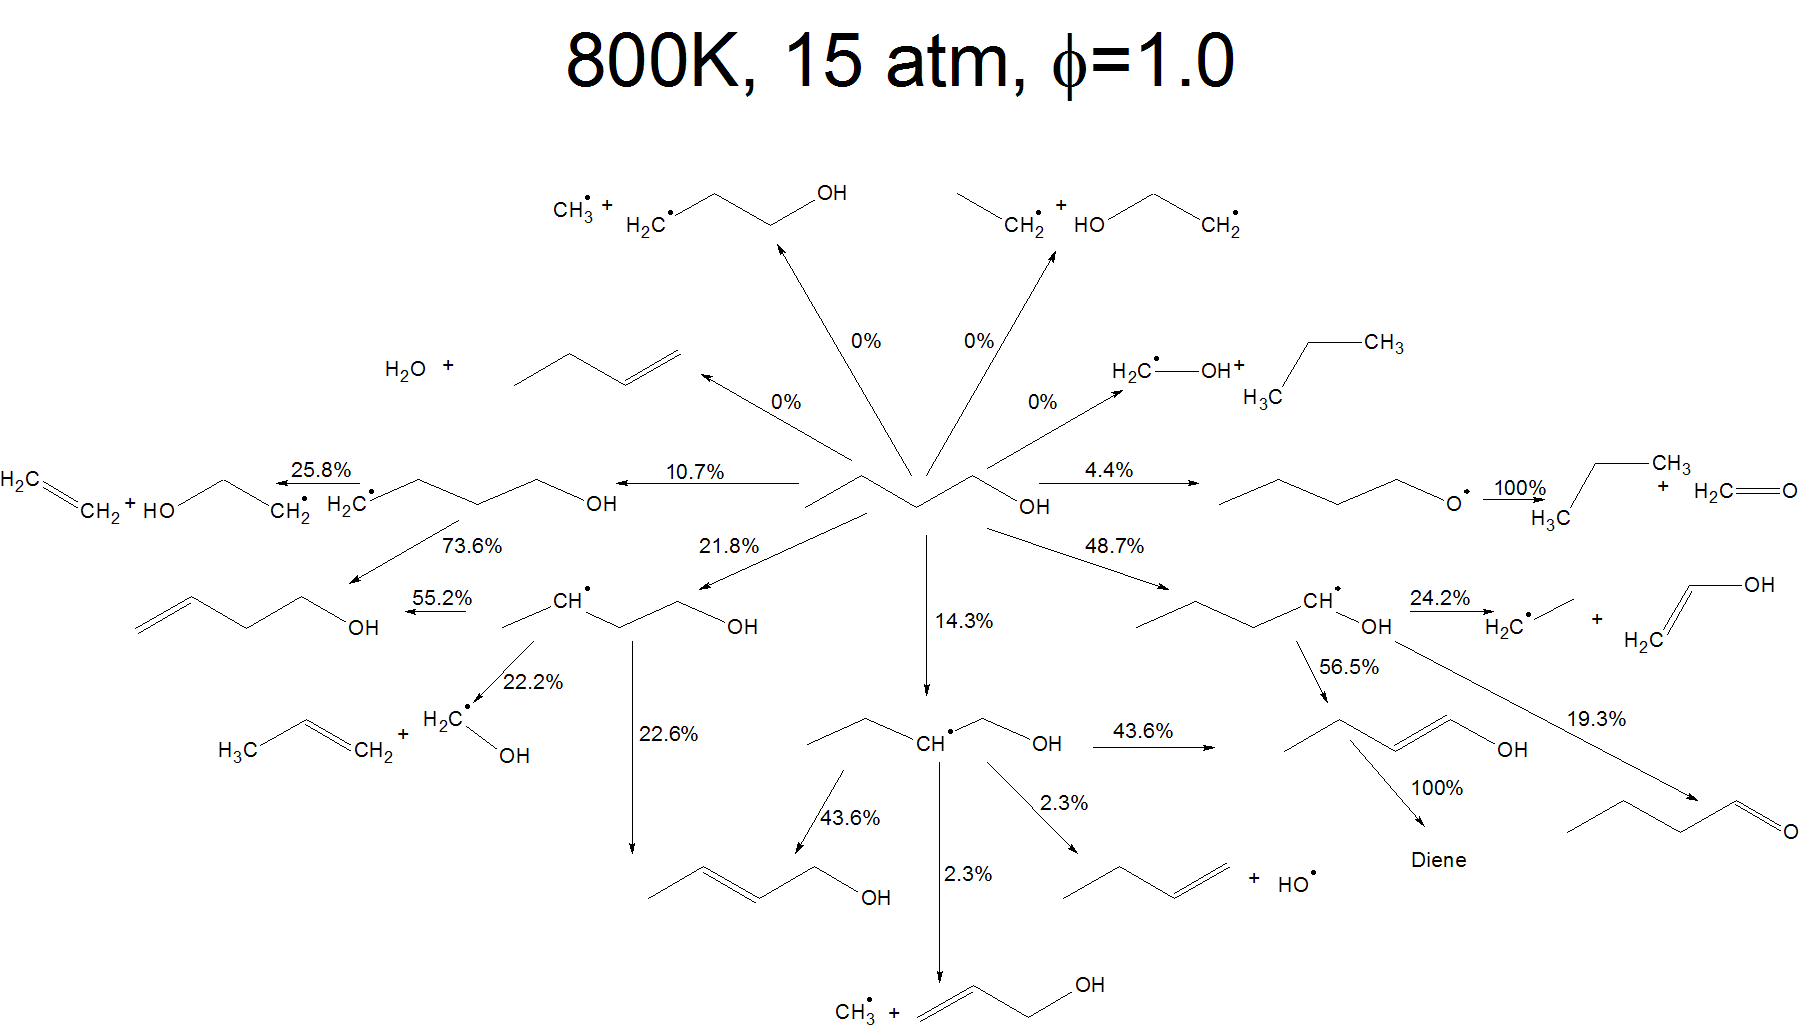 800K, 15 atm, ϕ=1.0
CH3• + H2C• OH
CH2• + HO CH2•
0% 0%
H2O +
0%
0%
H2C• OH + CH3
H3C
H2C CH2 + HO CH2•
25.8%
H2C• OH
10.7%
OH
4.4%
O•
100%
CH3
H3C
+ H2C O
73.6%
21.8%
48.7%
OH
55.2%
CH• OH
14.3%
CH• OH
24.2%
H2C• +
OH
H2C
22.2%
56.5%
19.3%
H3C CH2 + H2C• OH
22.6%
CH• OH
43.6%
OH
43.6%
2.3%
100%
O
2.3%
Diene
OH
+ HO•
CH3• + OH